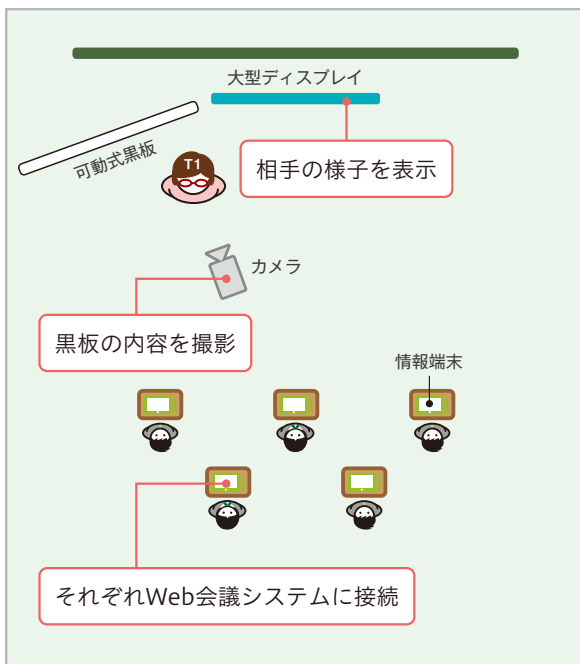 大型ディスプレイ
可動式黒板
T1
相手の様子を表示
カメラ
黒板の内容を撮影
情報端末
それぞれWeb会議システムに接続